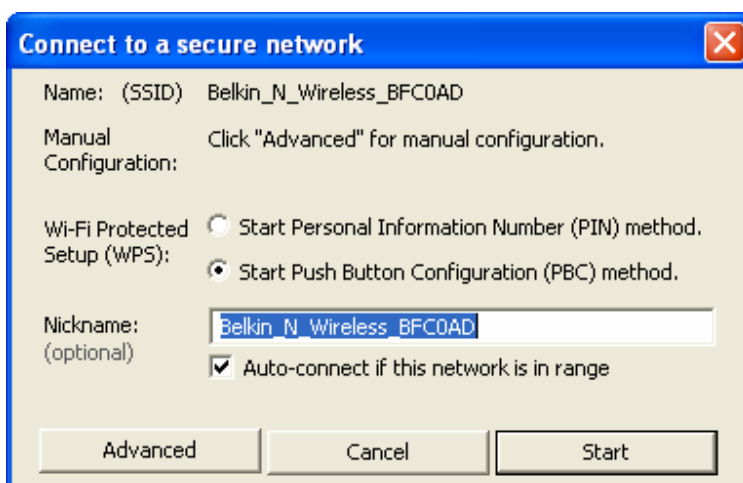 Connect to a secure network
Name: (SSID) Belkin_N_Wireless_BFC0AD
Manual Configuration: Click "Advanced" for manual configuration.
Wi-Fi Protected Setup (WPS):
Start Personal Information Number (PIN) method.
Start Push Button Configuration (PBC) method.
Nickname: (optional)
Belkin_N_Wireless_BFC0AD
Auto-connect if this network is in range
Advanced Cancel Start